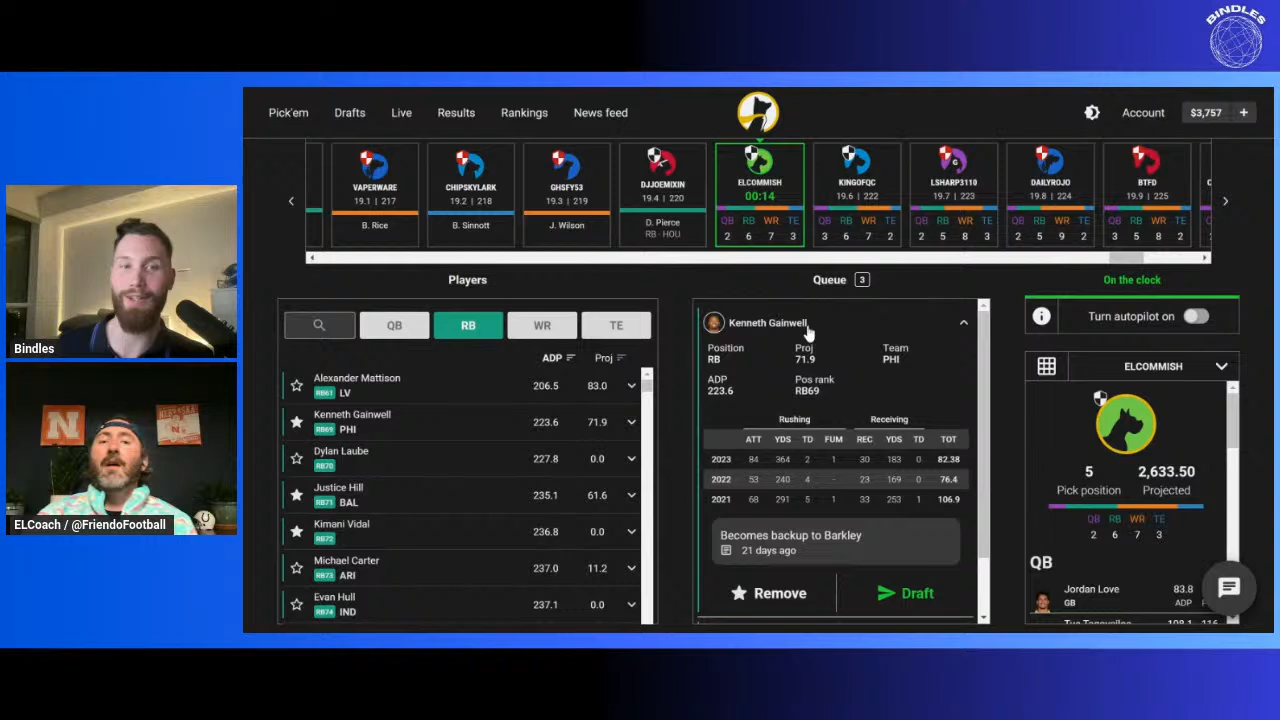 BINDLES
Pick'em Drafts Live Results Rankings News feed Account $3,757 +
VAPERWARE
19.1 | 217
B. Rice
CHIPSKYLARK
19.2 | 218
B. Sinnott
GHSFY53
19.3 | 219
J. Wilson
DJJOEMIXIN
19.4 | 220
D. Pierce
RB - HOU
ELCOMMISH
00:14
QB RB WR TE
2 6 7 3
KINGOFQC
19.6 | 222
QB RB WR TE
3 6 7 2
LSHARP3110
19.7 | 223
QB RB WR TE
2 5 8 3
DAILYROJO
19.8 | 224
QB RB WR TE
2 5 9 2
BTFD
19.9 | 225
QB RB WR TE
3 5 8 2
Players
QB RB WR TE
ADP Proj
Alexander Mattison
RB61 LV 206.5 83.0
Kenneth Gainwell
RB69 PHI 223.6 71.9
Dylan Laube
RB70 227.8 0.0
Justice Hill
RB71 BAL 235.1 61.6
Kimani Vidal
RB72 236.8 0.0
Michael Carter
RB73 ARI 237.0 11.2
Evan Hull
RB74 IND 237.1 0.0
Queue 3
Kenneth Gainwell
Position Proj Team
RB 71.9 PHI
ADP Pos rank
223.6 RB69
Rushing Receiving
ATT YDS TD FUM REC YDS TD TOT
2023 84 364 2 1 30 183 0 82.38
2022 53 240 4 - 23 169 0 76.4
2021 68 291 5 1 33 253 1 106.9
Becomes backup to Barkley
21 days ago
Remove Draft
On the clock
Turn autopilot on
ELCOMMISH
5 2,633.50
Pick position Projected
QB RB WR TE
2 6 7 3
QB
Jordan Love 83.8
GB ADP
Bindles
N
NEBRASKA
ELCoach / @FriendoFootball